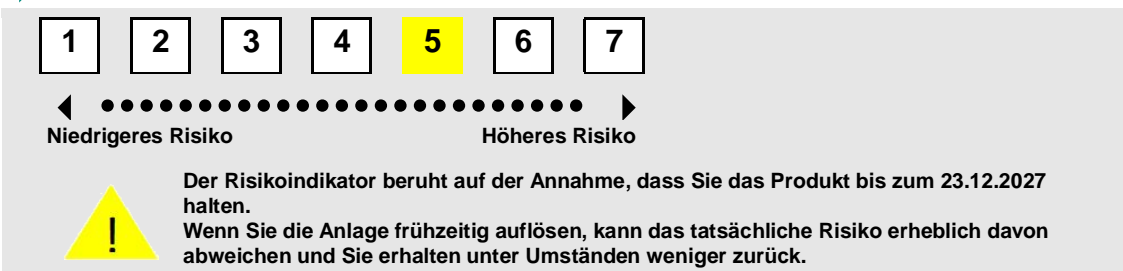 1 2 3 4 5 6 7
Niedrigeres Risiko Höheres Risiko
Der Risikoindikator beruht auf der Annahme, dass Sie das Produkt bis zum 23.12.2027
halten.
! Wenn Sie die Anlage frühzeitig auflösen, kann das tatsächliche Risiko erheblich davon
abweichen und Sie erhalten unter Umständen weniger zurück.